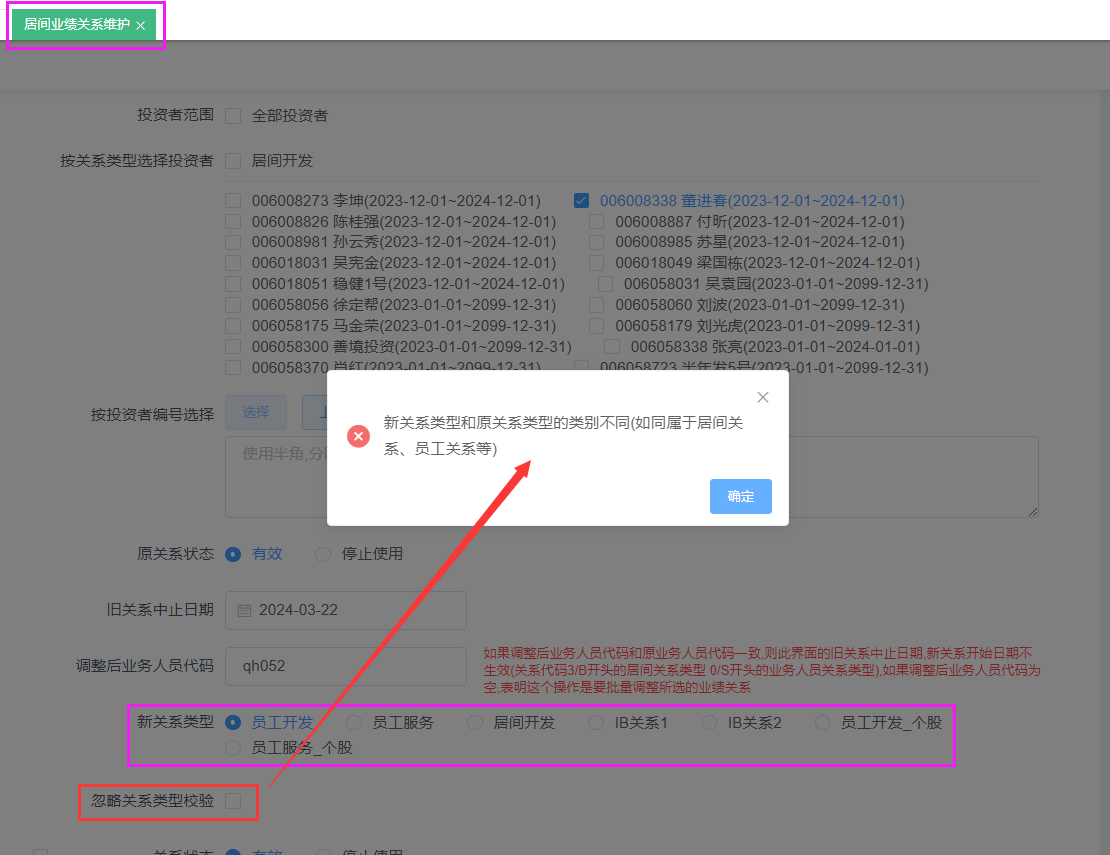 居间业绩关系维护 ×
投资者范围 全部投资者
按关系类型选择投资者 居间开发
006008273 李坤(2023-12-01~2024-12-01) 006008338 董进春(2023-12-01~2024-12-01)
006008826 陈桂强(2023-12-01~2024-12-01) 006008887 付昕(2023-12-01~2024-12-01)
006008981 孙云秀(2023-12-01~2024-12-01) 006008985 苏星(2023-12-01~2024-12-01)
006018031 吴宪金(2023-12-01~2024-12-01) 006018049 梁国栋(2023-12-01~2024-12-01)
006018051 稳健1号(2023-12-01~2024-12-01) 006058031 吴袁园(2023-01-01~2099-12-31)
006058056 徐定帮(2023-01-01~2099-12-31) 006058060 刘波(2023-01-01~2099-12-31)
006058175 马金荣(2023-01-01~2099-12-31) 006058179 刘光虎(2023-01-01~2099-12-31)
006058300 善境投资(2023-01-01~2099-12-31) 006058338 张亮(2023-01-01~2024-01-01)
006058370 肖红(2023-01-01~2099-12-31) 006058723 半年发5号(2023-01-01~2099-12-31)
新关系类型和原关系类型的类别不同(如同属于居间关
系、员工关系等)
确定
按投资者编号选择 选择 上
使用半角,分
原关系状态 有效 停止使用
旧关系中止日期 2024-03-22
调整后业务人员代码 qh052
如果调整后业务人员代码和原业务人员代码一致,则此界面的旧关系中止日期,新关系开始日期不
生效(关系代码3/B开头的居间关系类型 0/S开头的业务人员关系类型),如果调整后业务人员代码为
空,表明这个操作是要批量调整所选的业绩关系
新关系类型 员工开发 员工服务 居间开发 IB关系1 IB关系2 员工开发_个股
员工服务_个股
忽略关系类型校验
关系状态 有效 停止使用